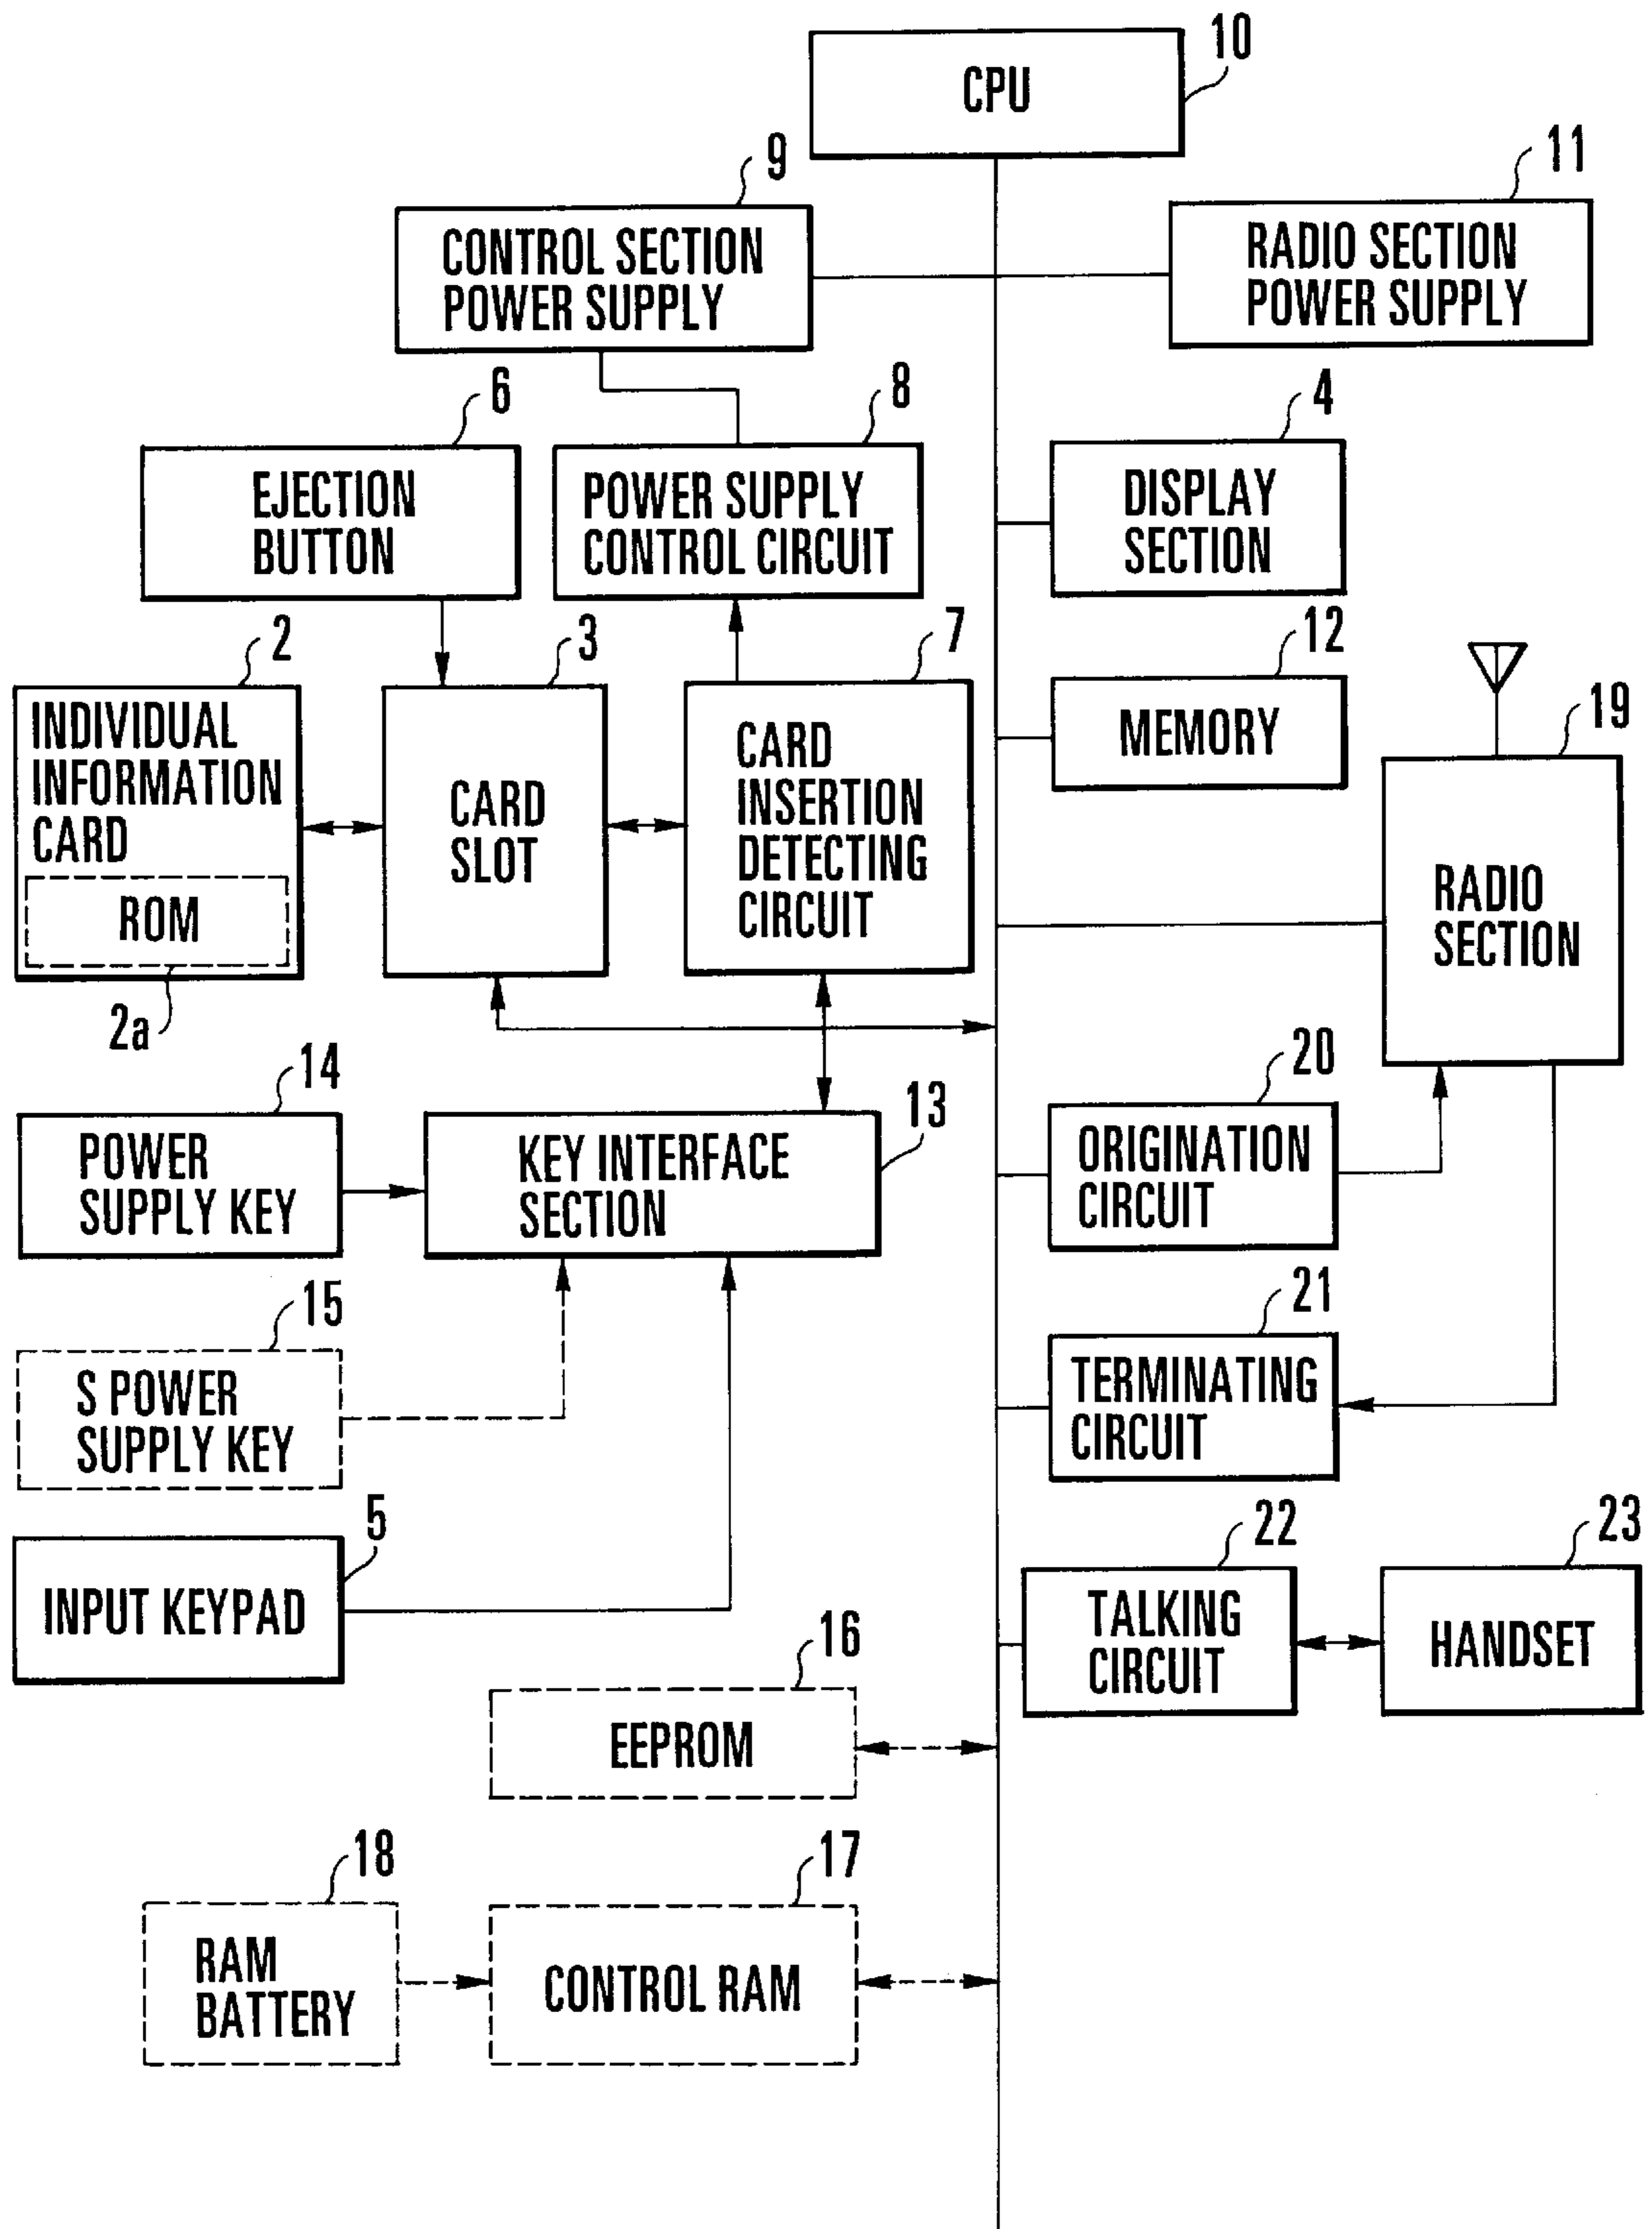 10
CPU
9
11
CONTROL SECTION
POWER SUPPLY
RADIO SECTION
POWER SUPPLY
6
8
4
EJECTION
BUTTON
POWER SUPPLY
CONTROL CIRCUIT
DISPLAY
SECTION
2
3
7
12
INDIVIDUAL
INFORMATION
CARD
ROM
2a
CARD
SLOT
CARD
INSERTION
DETECTING
CIRCUIT
MEMORY
19
RADIO
SECTION
14
13
20
POWER
SUPPLY KEY
KEY INTERFACE
SECTION
ORIGINATION
CIRCUIT
15
21
S POWER
SUPPLY KEY
TERMINATING
CIRCUIT
5
22
23
INPUT KEYPAD
TALKING
CIRCUIT
HANDSET
16
EEPROM
18
17
RAM
BATTERY
CONTROL RAM